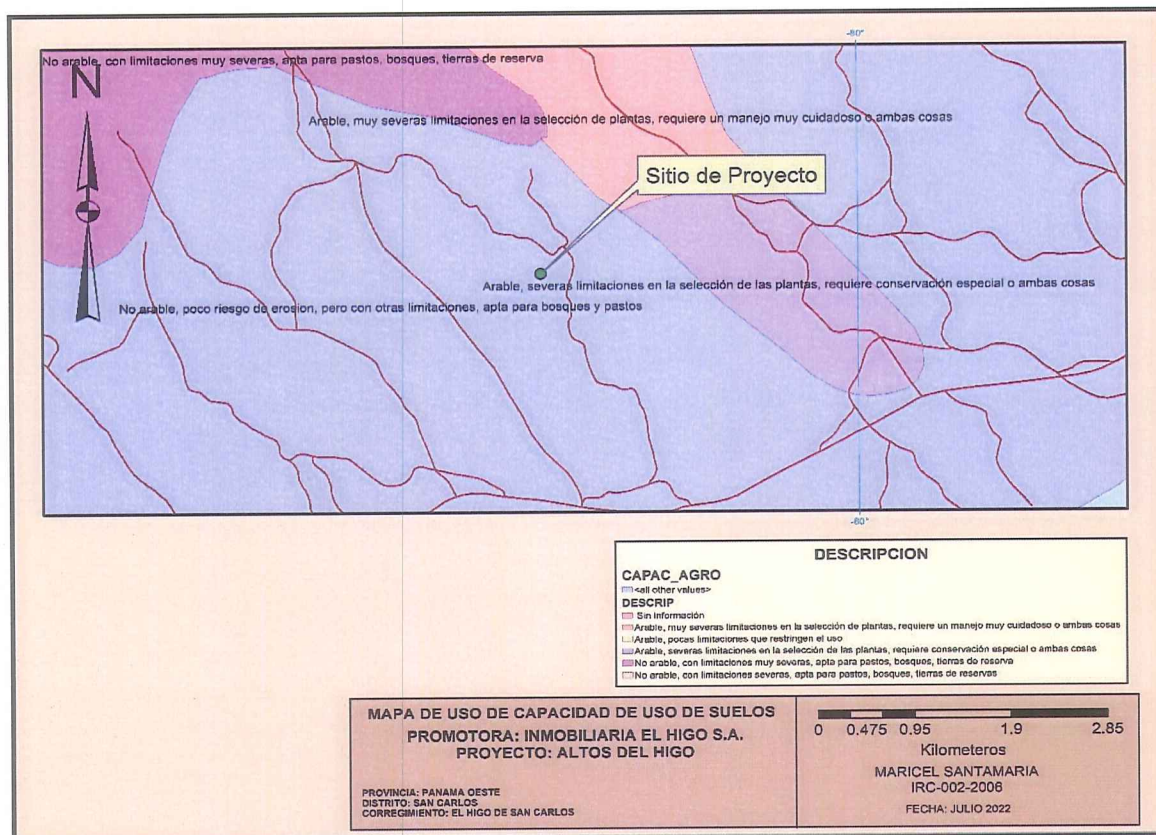 -80°
No arable, con limitaciones muy severas, apta para pastos, bosques, tierras de reserva
N
Arable, muy severas limitaciones en la selección de plantas, requiere un manejo muy cuidadoso o ambas cosas
Sitio de Proyecto
Arable, severas limitaciones en la selección de las plantas, requiere conservación especial o ambas cosas
No arable, poco riesgo de erosion, pero con otras limitaciones, apta para bosques y pastos
-80°
DESCRIPCION
CAPAC_AGRO
<all other values>
DESCRIP
Sin Información
Arable, muy severas limitaciones en la selección de plantas, requiere un manejo muy cuidadoso o ambas cosas
Arable, pocas limitaciones que restringen el uso
Arable, severas limitaciones en la selección de las plantas, requiere conservación especial o ambas cosas
No arable, con limitaciones muy severas, apta para pastos, bosques, tierras de reserva
No arable, con limitaciones severas, apta para pastos, bosques, tierras de reservas
MAPA DE USO DE CAPACIDAD DE USO DE SUELOS
PROMOTORA: INMOBILIARIA EL HIGO S.A.
PROYECTO: ALTOS DEL HIGO
PROVINCIA: PANAMA OESTE
DISTRITO: SAN CARLOS
CORREGIMIENTO: EL HIGO DE SAN CARLOS
0 0.475 0.95 1.9 2.85
Kilometeros
MARICEL SANTAMARIA
IRC-002-2006
FECHA: JULIO 2022